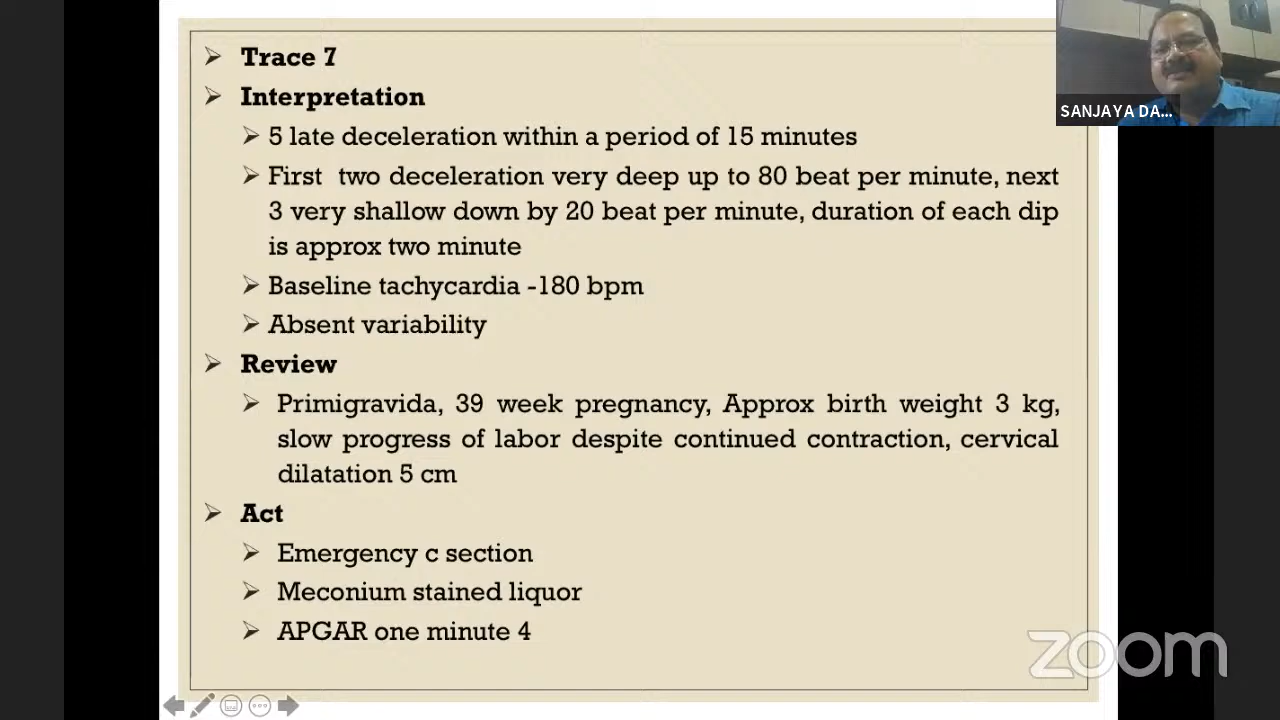 Trace 7
Interpretation
5 late deceleration within a period of 15 minutes
First two deceleration very deep up to 80 beat per minute, next
3 very shallow down by 20 beat per minute, duration of each dip
is approx two minute
Baseline tachycardia -180 bpm
Absent variability
Review
Primigravida, 39 week pregnancy, Approx birth weight 3 kg,
slow progress of labor despite continued contraction, cervical
dilatation 5 cm
Act
Emergency c section
Meconium stained liquor
APGAR one minute 4
SANJAYA DA...
zoom